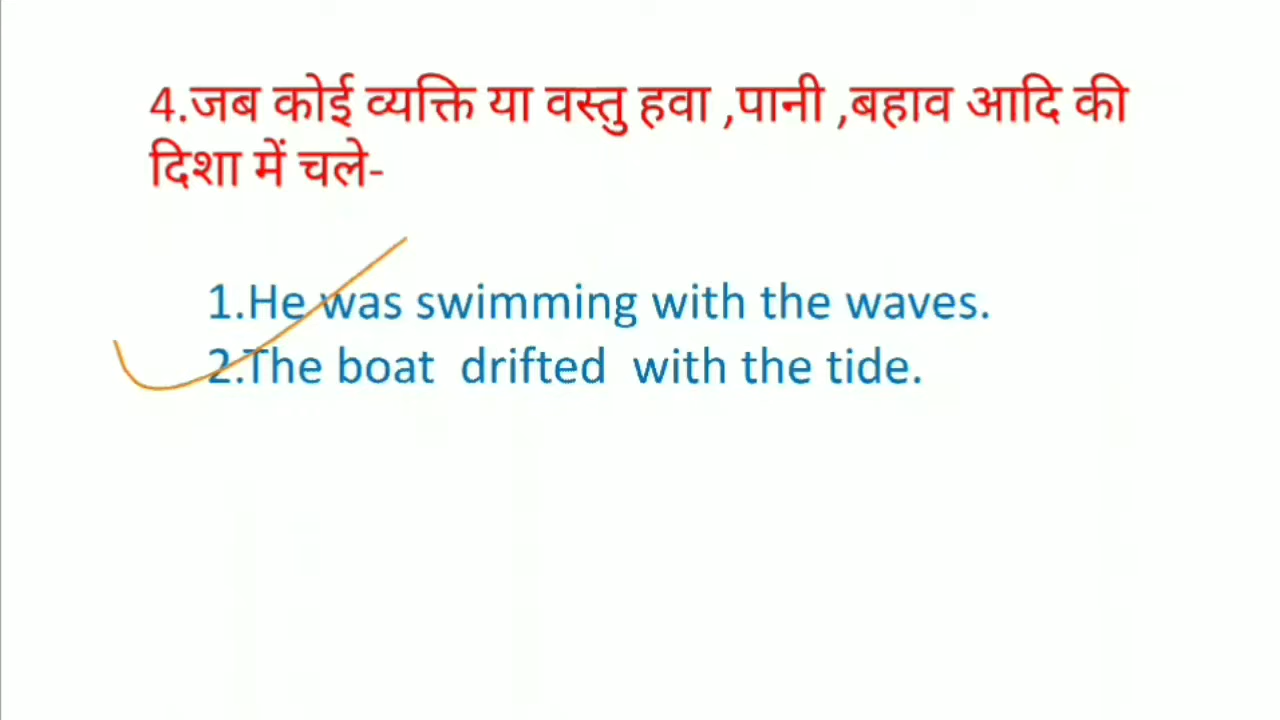 4.जब कोई व्यक्ति या वस्तु हवा ,पानी ,बहाव आदि की
दिशा में चले-
1.He was swimming with the waves.
2.The boat drifted with the tide.